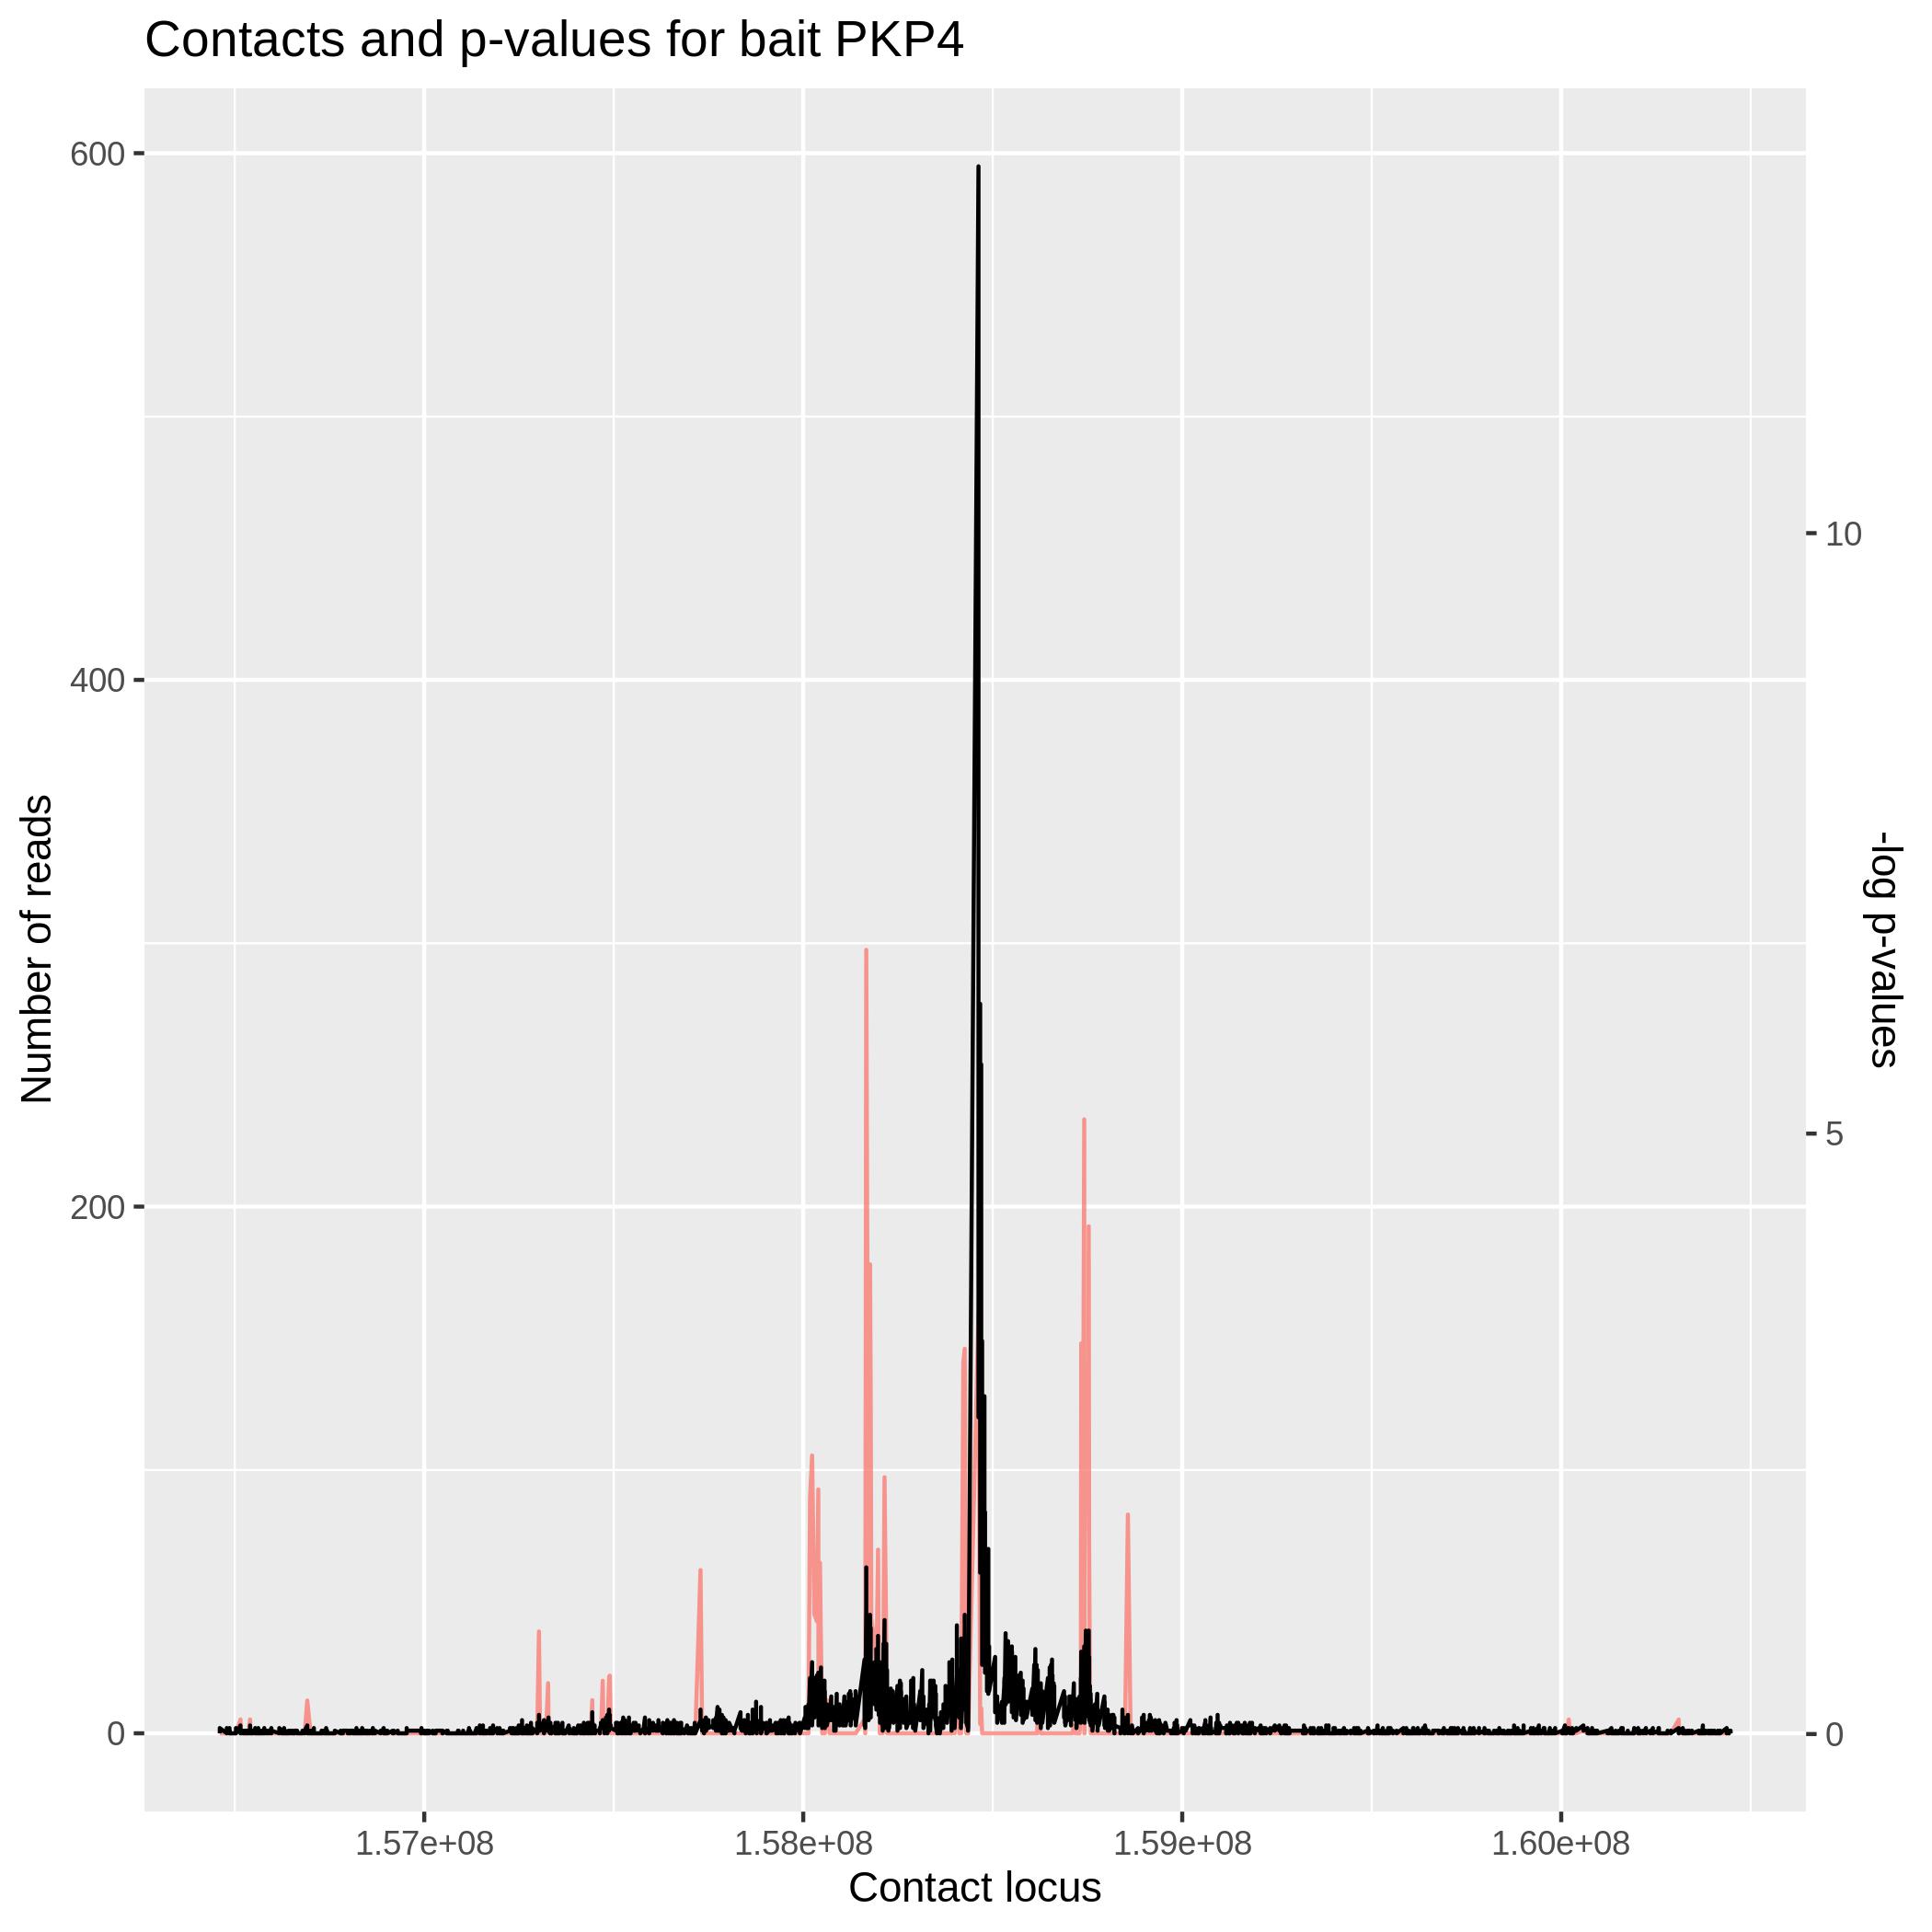 Contacts and p-values for bait PKP4
Number of reads
600
400
200
0
10
5
0
-log p-values
1.57e+08
1.58e+08
1.59e+08
1.60e+08
Contact locus